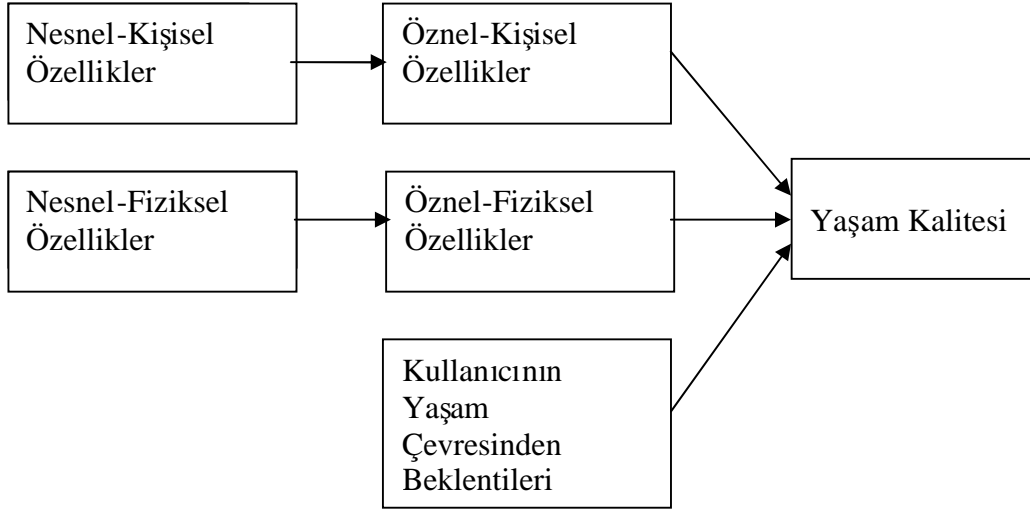 Nesnel-Kişisel
Özellikler
Öznel-Kişisel
Özellikler
Nesnel-Fiziksel
Özellikler
Öznel-Fiziksel
Özellikler
Yaşam Kalitesi
Kullanıcının
Yaşam
Çevresinden
Beklentileri